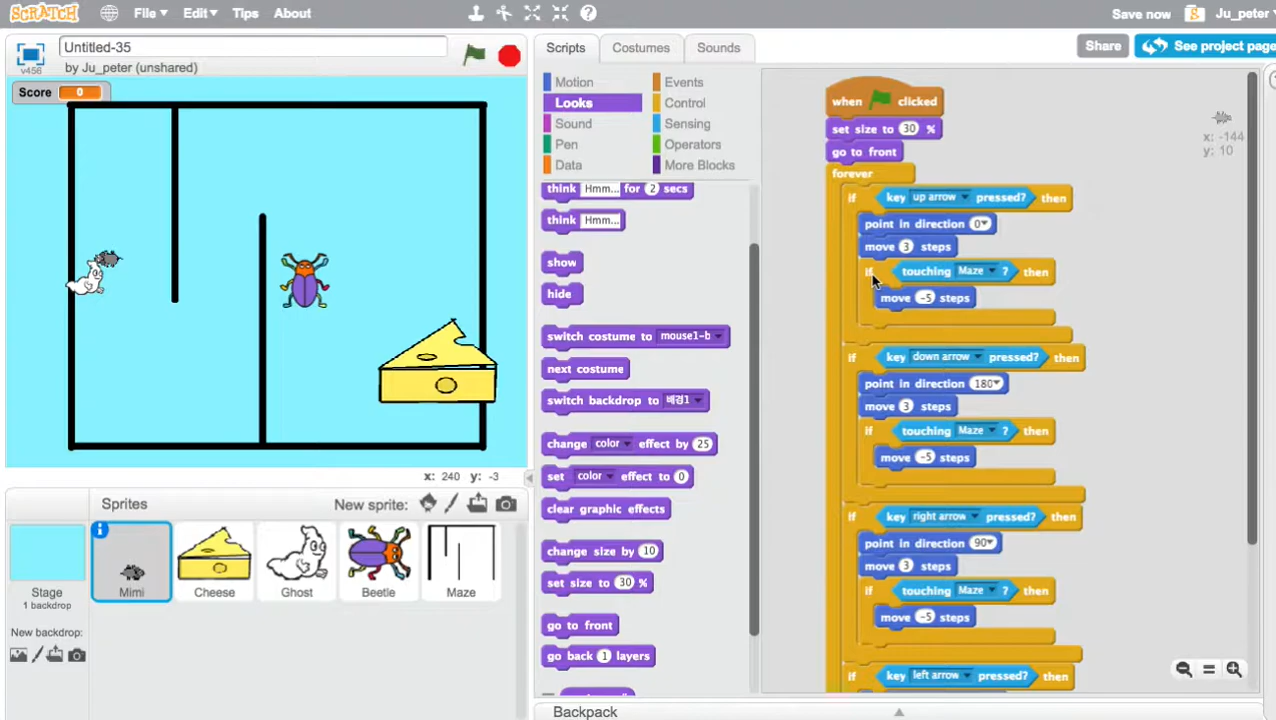 SCRATCH File Edit Tips About Save now Ju_peter
v456
Untitled-35
by Ju_peter (unshared)
Score 0
x: 240 y: -3
Sprites New sprite:
Stage
1 backdrop
New backdrop:
Mimi
Cheese
Ghost
Beetle
Maze
Scripts Costumes Sounds Share See project page
Motion Events
Looks Control
Sound Sensing
Pen Operators
Data More Blocks
think Hmm... for 2 secs
think Hmm...
show
hide
switch costume to mouse1-b
next costume
switch backdrop to 배경1
change color effect by 25
set color effect to 0
clear graphic effects
change size by 10
set size to 30 %
go to front
go back 1 layers
when clicked
set size to 30 %
go to front
forever
if key up arrow pressed? then
point in direction 0
move 3 steps
if touching Maze ? then
move -5 steps
if key down arrow pressed? then
point in direction 180
move 3 steps
if touching Maze ? then
move -5 steps
if key right arrow pressed? then
point in direction 90
move 3 steps
if touching Maze ? then
move -5 steps
if key left arrow pressed? then
x: -144
y: 10
Backpack